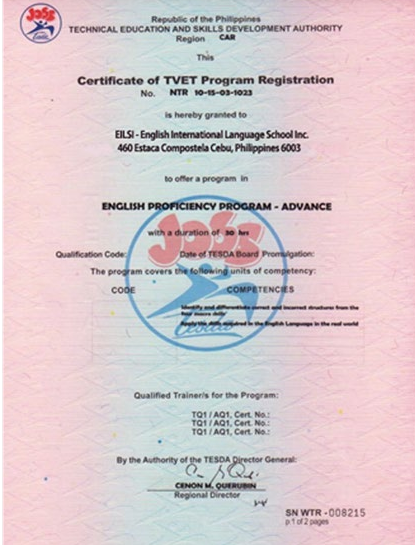 JOBS
Republic of the Philippines
TECHNICAL EDUCATION AND SKILLS DEVELOPMENT AUTHORITY
Region CAR
This
Certificate of TVET Program Registration
No. NTR 10-15-03-1023
is hereby granted to
EILSI - English International Language School Inc.
460 Estaca Compostela Cebu, Philippines 6003
to offer a program in
ENGLISH PROFICIENCY PROGRAM - ADVANCE
with a duration of 30 hrs
Qualification Code: Date of TESDA Board Promulgation:
The program covers the following units of competency:
CODE COMPETENCIES
Identify and differentiate correct and incorrect structures from the
four macro skills
Apply the skills required in the English Language in the real world
JOBS
Qualified Trainer/s for the Program:
TQ1 / AQ1, Cert. No.:
TQ1 / AQ1, Cert. No.:
TQ1 / AQ1, Cert. No.:
By the Authority of the TESDA Director General:
CENON M. QUERUBIN
Regional Director
SN WTR - 008215
p.1 of 2 pages